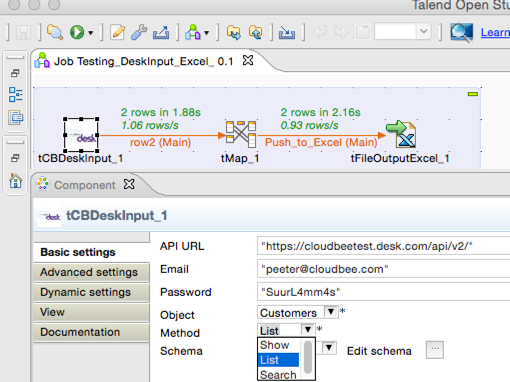 Talend Open Stu
Learn
Job Testing_DeskInput_Excel_ 0.1
2 rows in 1.88s
1.06 rows/s
row2 (Main)
2 rows in 2.16s
0.93 rows/s
Push_to_Excel (Main)
desk
tCBDeskInput_1
tMap_1
tFileOutputExcel_1
Component
desk tCBDeskInput_1
Basic settings
Advanced settings
Dynamic settings
View
Documentation
API URL "https://cloudbeetest.desk.com/api/v2/"
Email "peeter@cloudbee.com"
Password "SuurL4mm4s"
Object Customers *
Method List *
Schema Edit schema ...
Show
List
Search